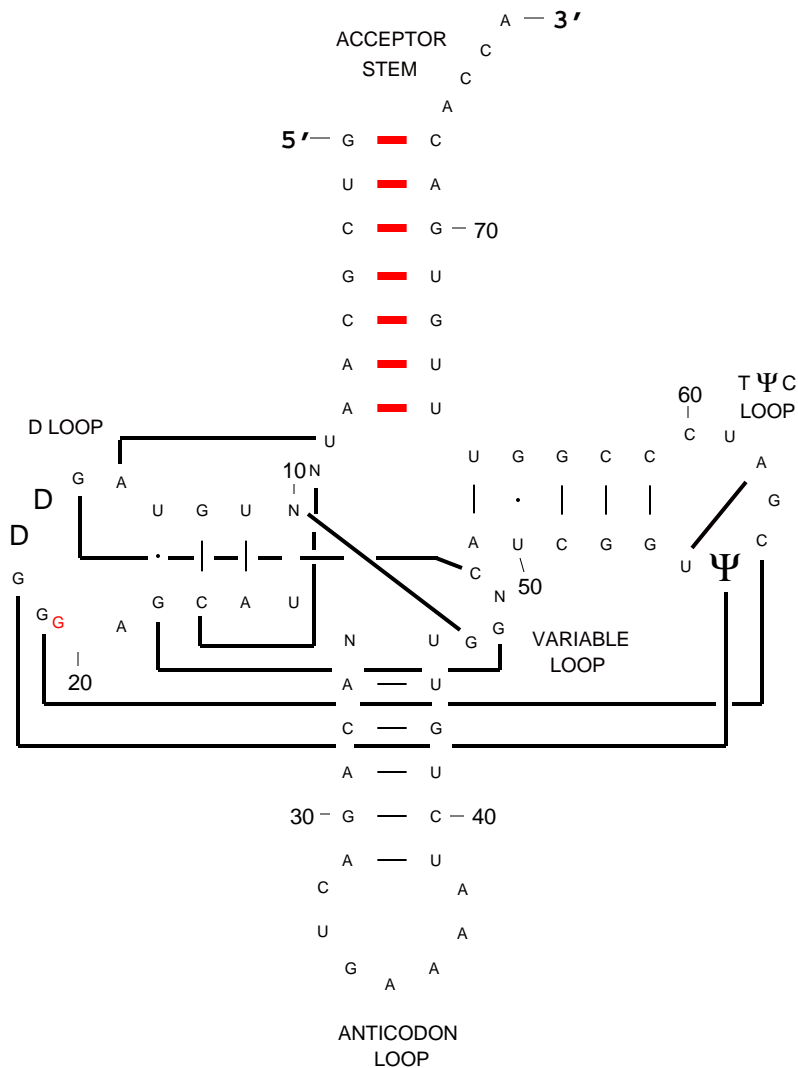 A — 3′
ACCEPTOR
STEM
C
C
A
5′ — G C
U A
C G — 70
G U
C G
A U
A U
T Ψ C
LOOP
60
D LOOP
U
C U
U G G C C
A
G A
10 N
D
U G U N
G
D
A U C G G U Ψ C
C 50
G
G G A G C A U
N
N U G G
VARIABLE
LOOP
20
A U
C G
A U
30 G C 40
A U
C A
U A
G A A
ANTICODON
LOOP